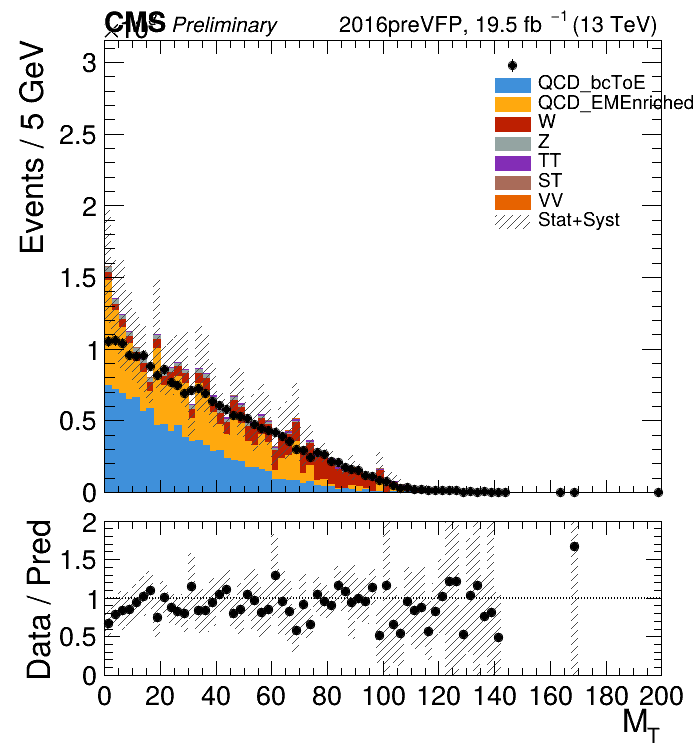 CMS Preliminary 2016preVFP, 19.5 fb⁻¹ (13 TeV)
Events / 5 GeV
3
2.5
2
1.5
1
0.5
0
QCD_bcToE
QCD_EMEnriched
W
Z
TT
ST
VV
Stat+Syst
Data / Pred
2
1.5
1
0.5
0
0 20 40 60 80 100 120 140 160 180 200
M_T